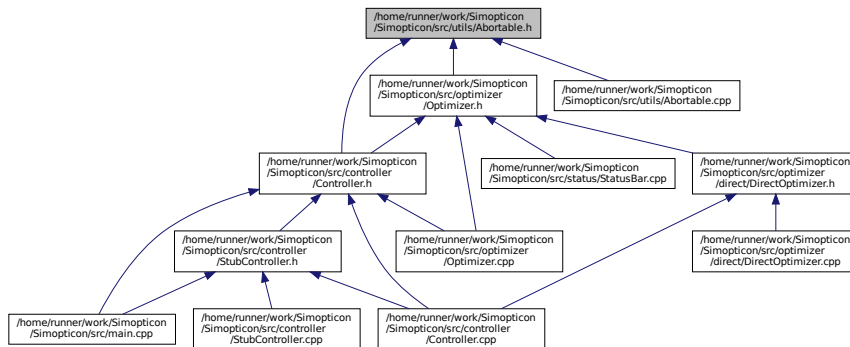 /home/runner/work/Simopticon
/Simopticon/src/utils/Abortable.h
/home/runner/work/Simopticon
/Simopticon/src/optimizer
/Optimizer.h
/home/runner/work/Simopticon
/Simopticon/src/utils/Abortable.cpp
/home/runner/work/Simopticon
/Simopticon/src/controller
/Controller.h
/home/runner/work/Simopticon
/Simopticon/src/status/StatusBar.cpp
/home/runner/work/Simopticon
/Simopticon/src/optimizer
/direct/DirectOptimizer.h
/home/runner/work/Simopticon
/Simopticon/src/controller
/StubController.h
/home/runner/work/Simopticon
/Simopticon/src/optimizer
/Optimizer.cpp
/home/runner/work/Simopticon
/Simopticon/src/optimizer
/direct/DirectOptimizer.cpp
/home/runner/work/Simopticon
/Simopticon/src/main.cpp
/home/runner/work/Simopticon
/Simopticon/src/controller
/StubController.cpp
/home/runner/work/Simopticon
/Simopticon/src/controller
/Controller.cpp